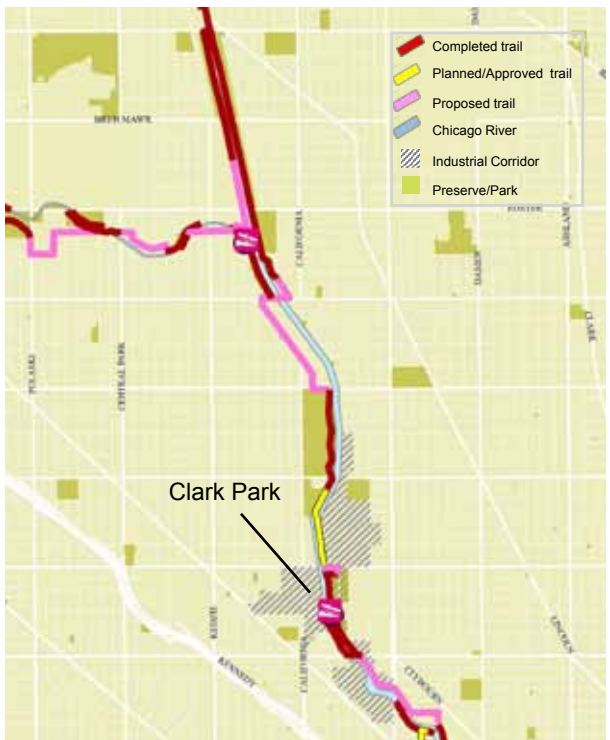 Completed trail
Planned/Approved trail
Proposed trail
Chicago River
Industrial Corridor
Preserve/Park
BRYN MAWR
FOSTER
CALIFORNIA
DAMEN
ASHLAND
CLARK
PULASKI
CENTRAL PARK
Clark Park
KEDZIE
CALIFORNIA
KENNEDY
CLYBOURN
LINCOLN